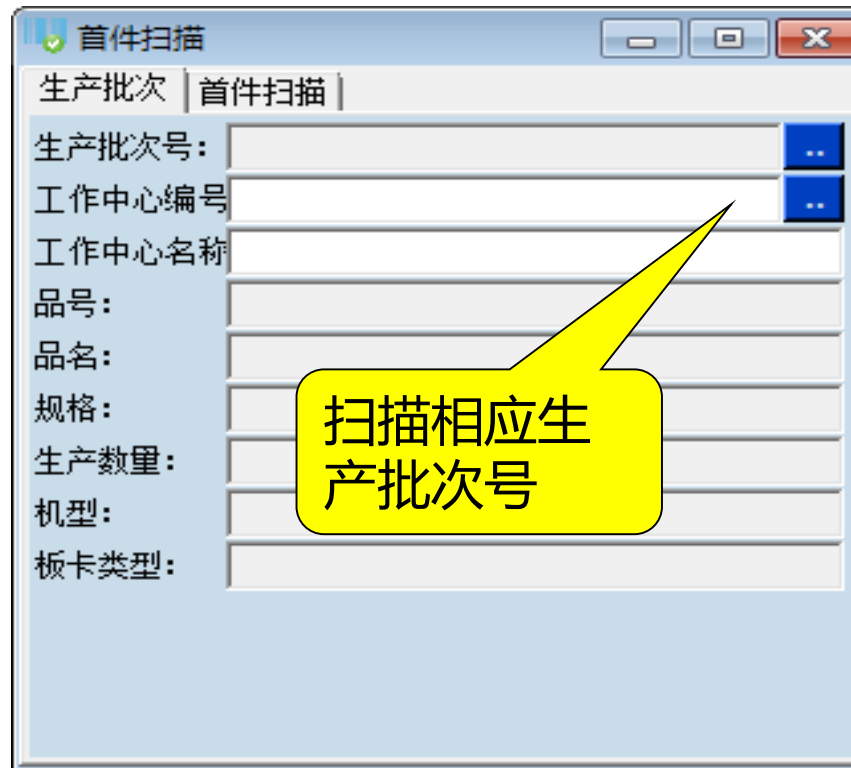 首件扫描
生产批次 首件扫描
生产批次号:
..
工作中心编号
..
工作中心名称
品号:
品名:
规格:
生产数量:
机型:
板卡类型:
扫描相应生
产批次号